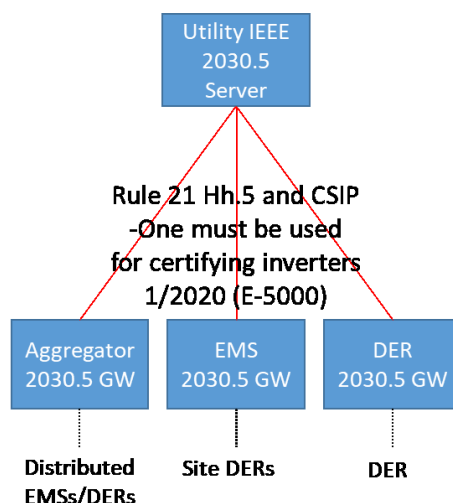 Utility IEEE
2030.5
Server
Rule 21 Hh.5 and CSIP
-One must be used
for certifying inverters
1/2020 (E-5000)
Aggregator
2030.5 GW
EMS
2030.5 GW
DER
2030.5 GW
Distributed
EMSs/DERs
Site DERs
DER